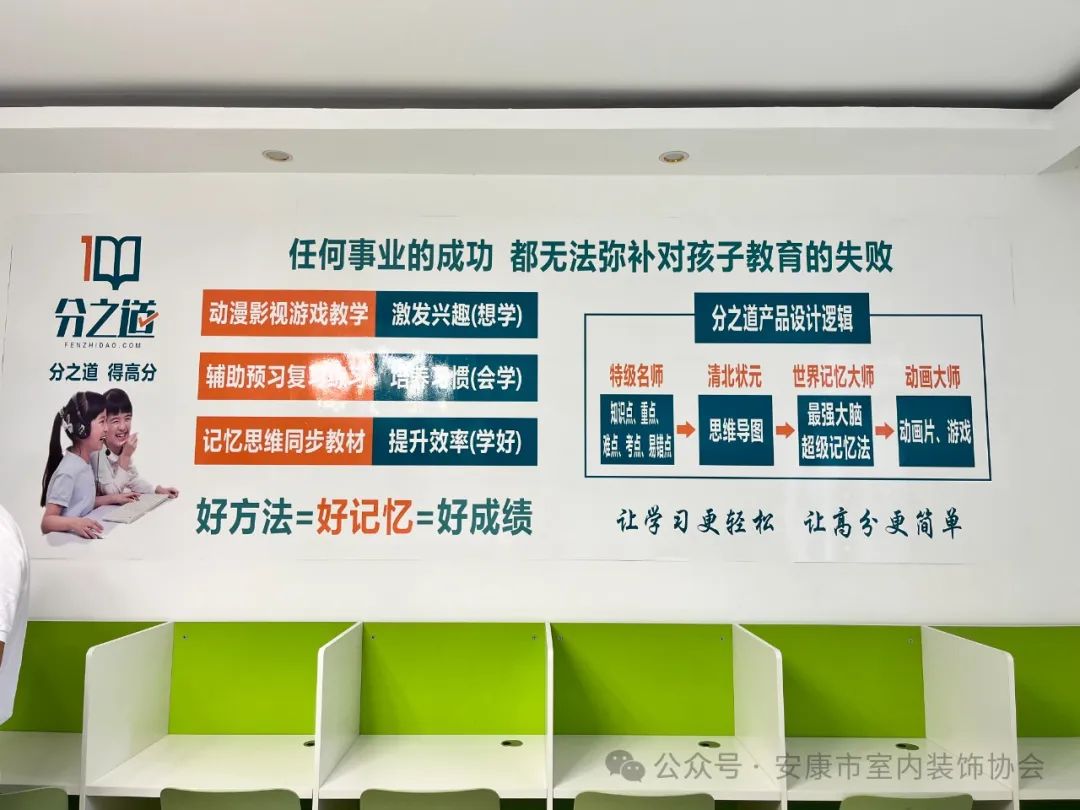 任何事业的成功 都无法弥补对孩子教育的失败
10
分之道
FENZHIDAO.COM
分之道 得高分
动漫影视游戏教学 激发兴趣(想学)
辅助预习复习练习 培养习惯(会学)
记忆思维同步教材 提升效率(学好)
好方法=好记忆=好成绩
分之道产品设计逻辑
特级名师 清北状元 世界记忆大师 动画大师
知识点、重点、
难点、考点、易错点
思维导图
最强大脑
超级记忆法
动画片、游戏
让学习更轻松 让高分更简单
公众号·安康市室内装饰协会